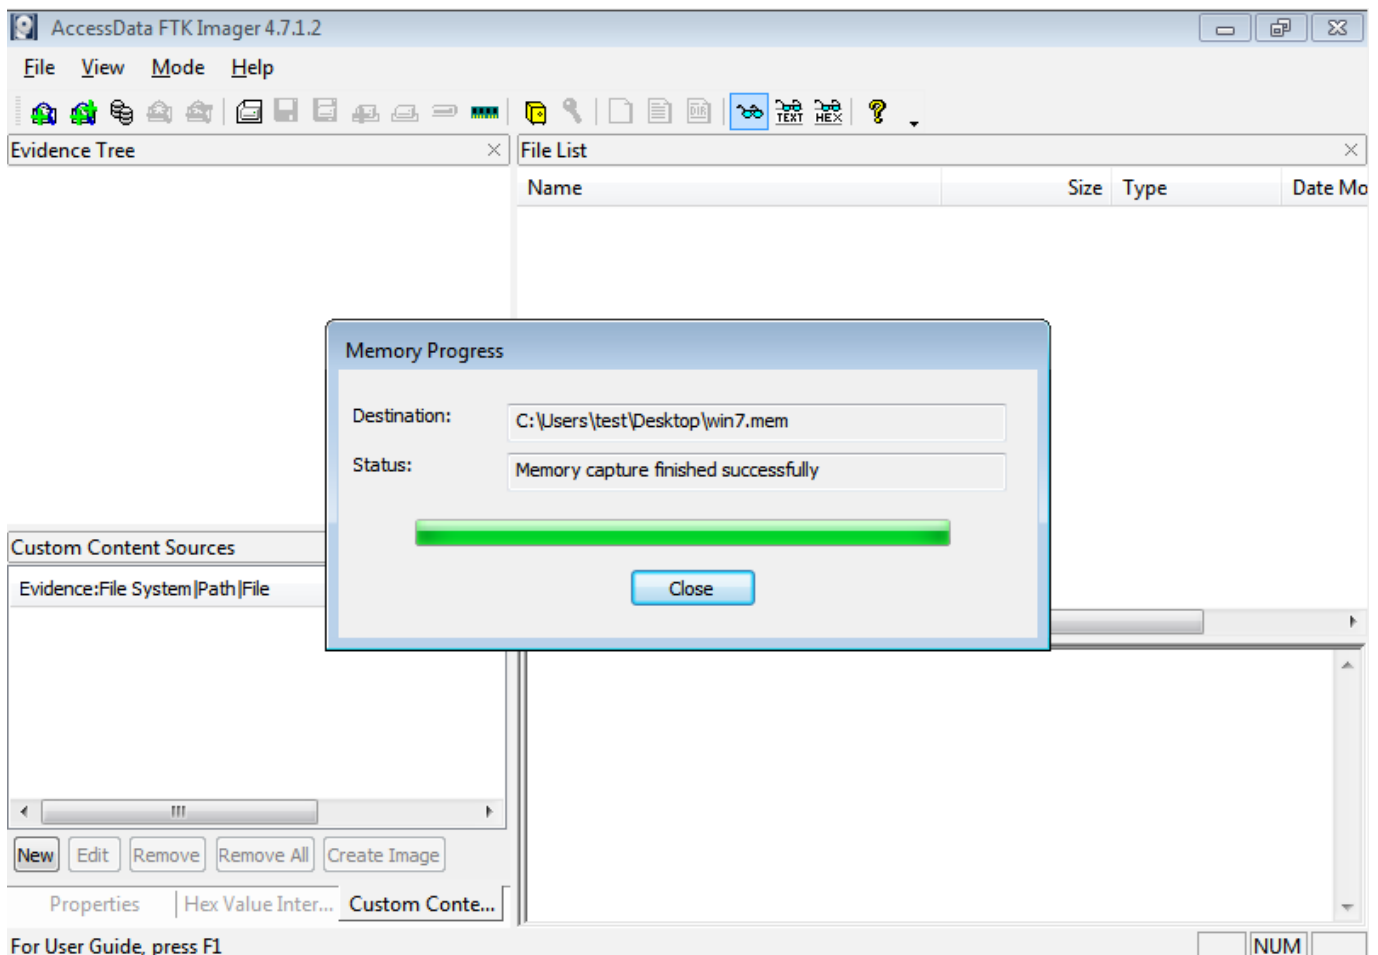 AccessData FTK Imager 4.7.1.2
File View Mode Help
DIR TEXT HEX
Evidence Tree
File List
Name Size Type Date Mo
Memory Progress
Destination: C:\Users\test\Desktop\win7.mem
Status: Memory capture finished successfully
Close
Custom Content Sources
Evidence:File System|Path|File
New Edit Remove Remove All Create Image
Properties Hex Value Inter... Custom Conte...
For User Guide, press F1 NUM